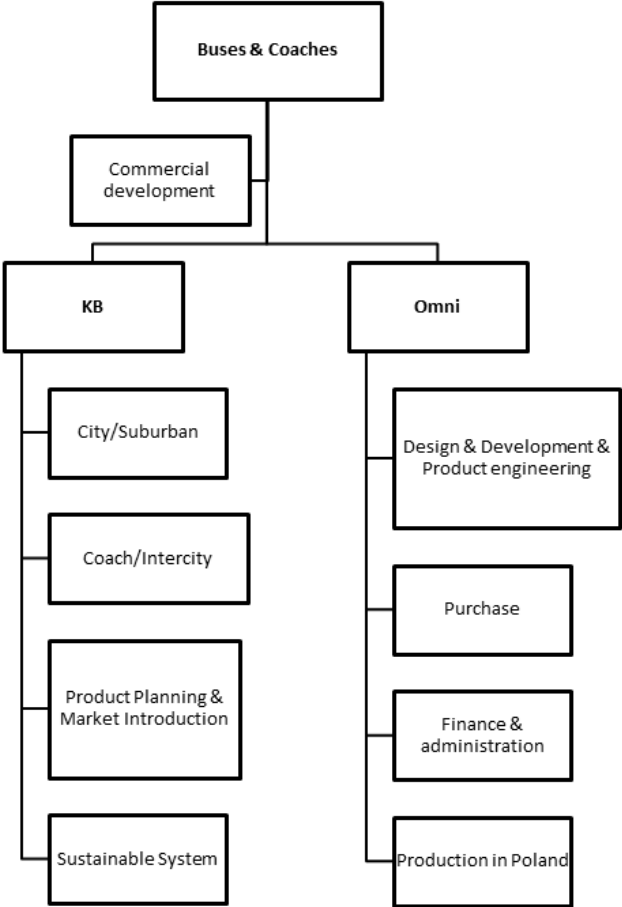 Buses & Coaches
Commercial
development
KB
Omni
City/Suburban
Coach/Intercity
Product Planning &
Market Introduction
Sustainable System
Design & Development &
Product engineering
Purchase
Finance &
administration
Production in Poland